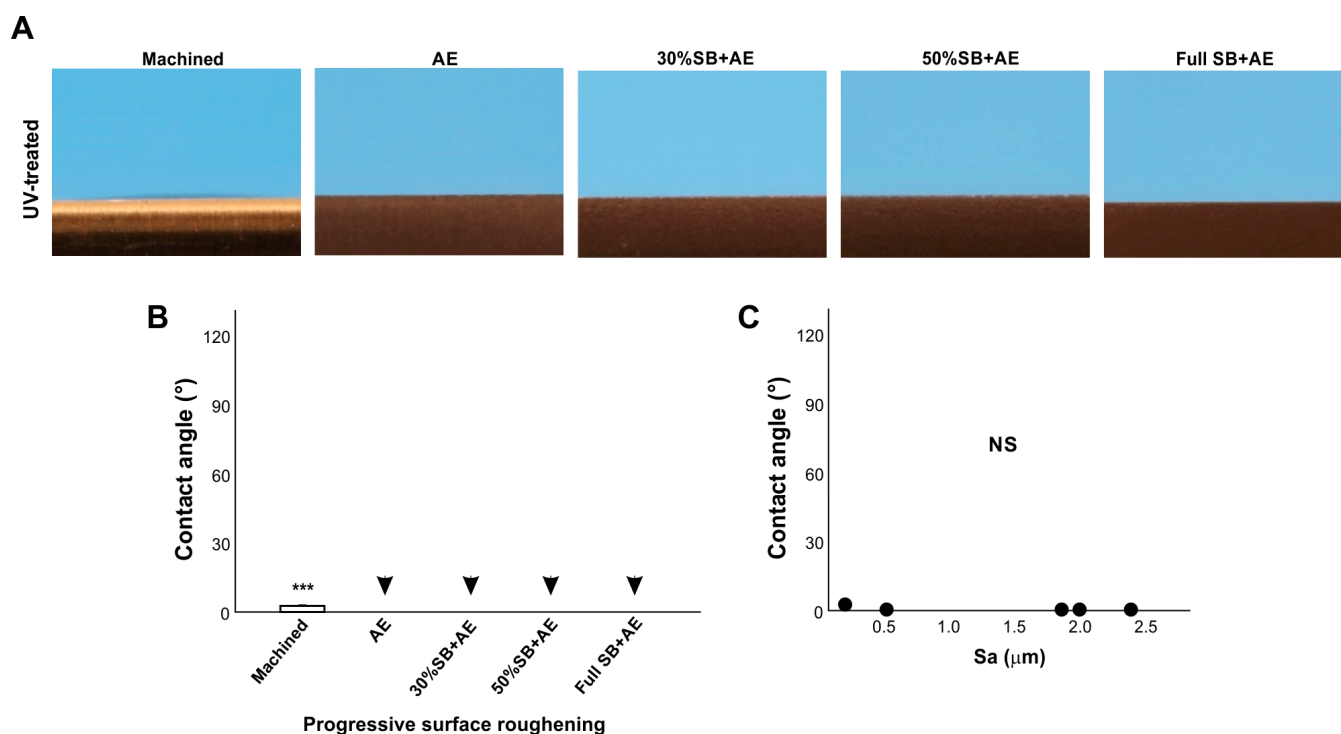 A
Machined
AE
30%SB+AE
50%SB+AE
Full SB+AE
UV-treated
B
Contact angle (°)
120
90
60
30
0
***
Machined
AE
30%SB+AE
50%SB+AE
Full SB+AE
Progressive surface roughening
C
Contact angle (°)
120
90
60
30
0
NS
0.5
1.0
1.5
2.0
2.5
Sa (μm)